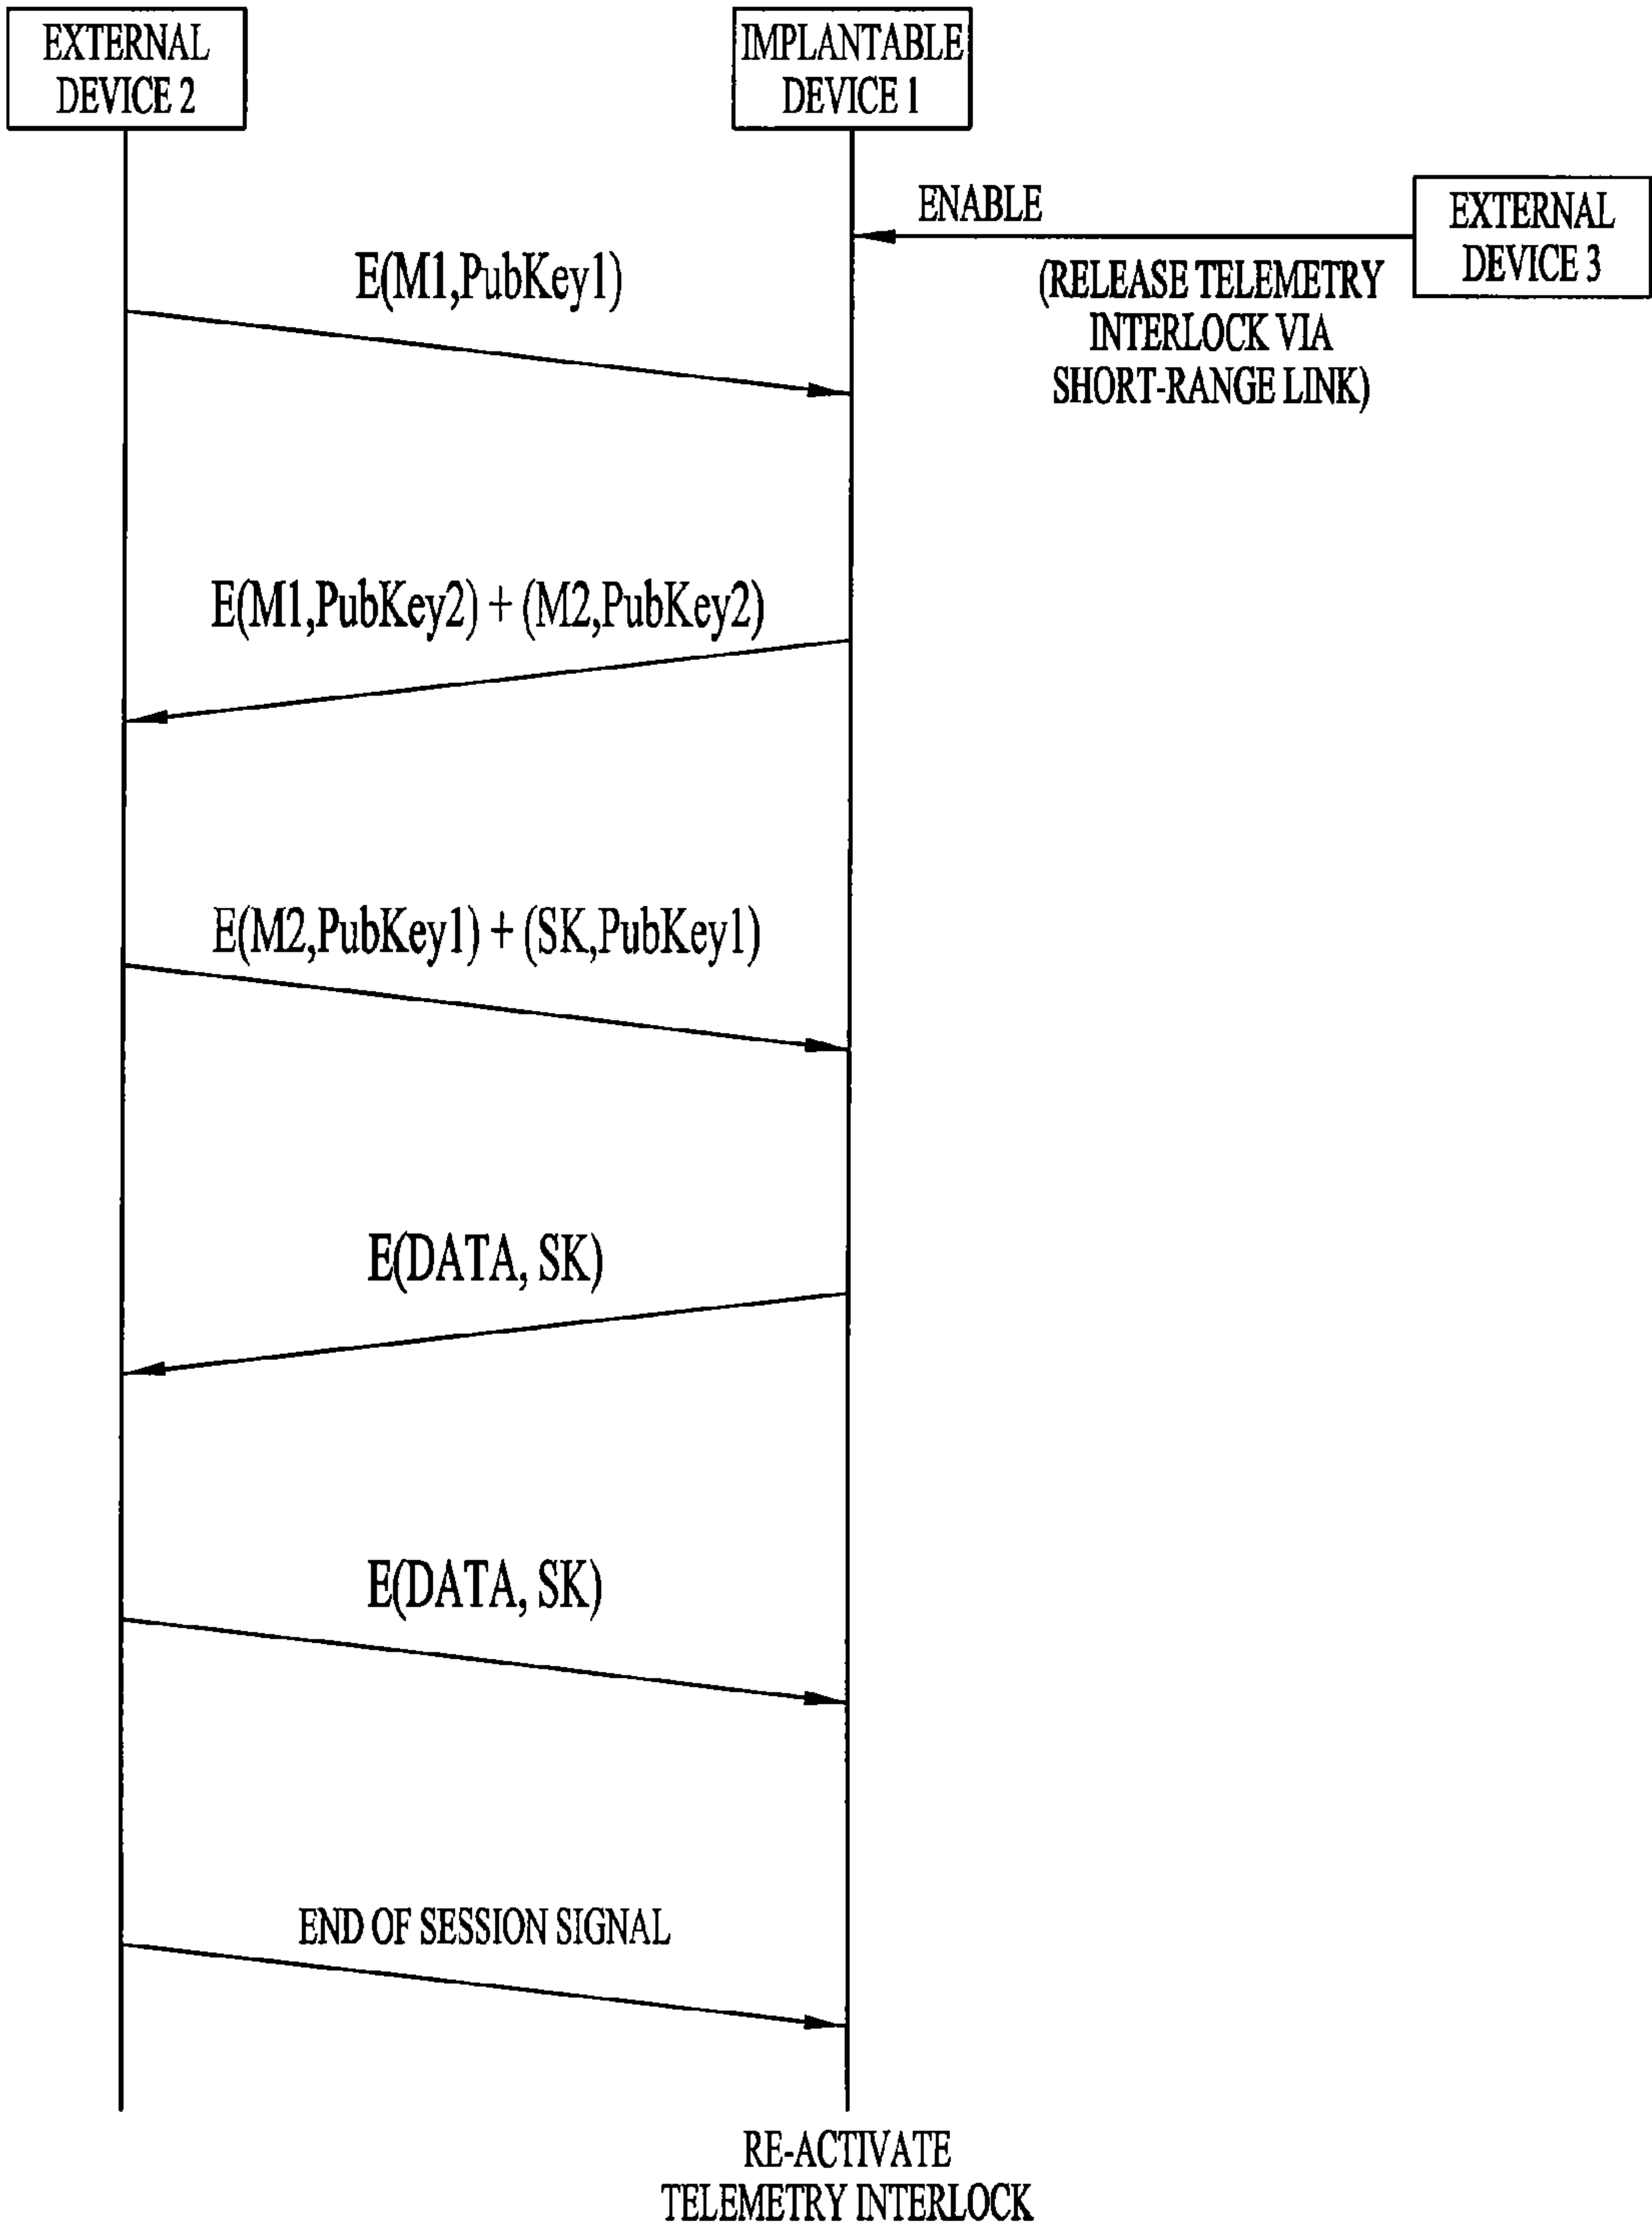 EXTERNAL
DEVICE 2
IMPLANTABLE
DEVICE 1
ENABLE
EXTERNAL
DEVICE 3
(RELEASE TELEMETRY
INTERLOCK VIA
SHORT-RANGE LINK)
E(M1,PubKey1)
E(M1,PubKey2) + (M2,PubKey2)
E(M2,PubKey1) + (SK,PubKey1)
E(DATA, SK)
E(DATA, SK)
END OF SESSION SIGNAL
RE-ACTIVATE
TELEMETRY INTERLOCK